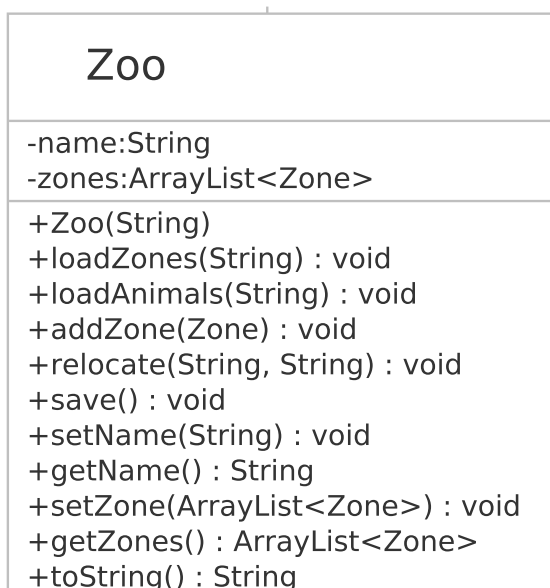 Zoo
-name:String
-zones:ArrayList<Zone>
+Zoo(String)
+loadZones(String) : void
+loadAnimals(String) : void
+addZone(Zone) : void
+relocate(String, String) : void
+save() : void
+setName(String) : void
+getName() : String
+setZone(ArrayList<Zone>) : void
+getZones() : ArrayList<Zone>
+toString() : String